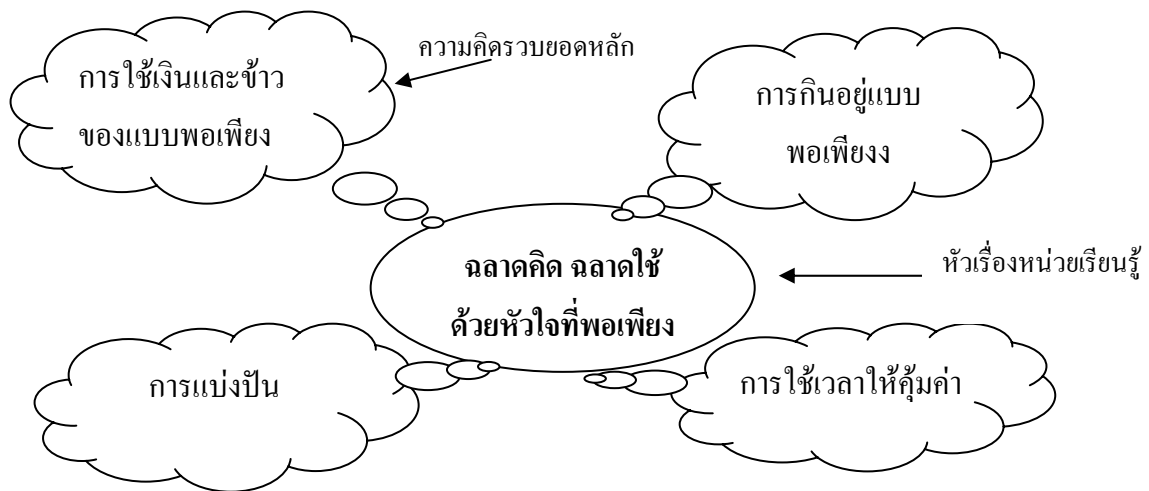 ความคิดรวบยอดหลัก
การใช้เงินและข้าว
ของแบบพอเพียง
การกินอยู่แบบ
พอเพียงง
ฉลาดคิด ฉลาดใช้
ด้วยหัวใจที่พอเพียง
หัวเรื่องหน่วยเรียนรู้
การแบ่งปัน
การใช้เวลาให้คุ้มค่า